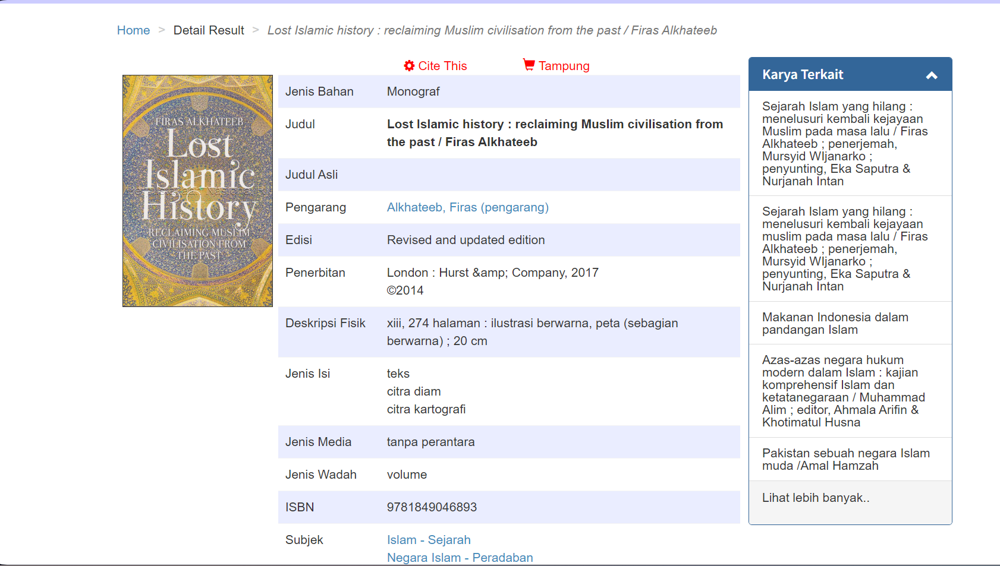 Home > Detail Result > Lost Islamic history : reclaiming Muslim civilisation from the past / Firas Alkhateeb
Cite This
Tampung
FIRAS ALKHATEEB
Lost
Islamic
History
RECLAIMING MUSLIM
CIVILISATION FROM
THE PAST
Jenis Bahan Monograf
Judul Lost Islamic history : reclaiming Muslim civilisation from
the past / Firas Alkhateeb
Judul Asli
Pengarang Alkhateeb, Firas (pengarang)
Edisi Revised and updated edition
Penerbitan London : Hurst &amp; Company, 2017
©2014
Deskripsi Fisik xiii, 274 halaman : ilustrasi berwarna, peta (sebagian
berwarna) ; 20 cm
Jenis Isi teks
citra diam
citra kartografi
Jenis Media tanpa perantara
Jenis Wadah volume
ISBN 9781849046893
Subjek Islam - Sejarah
Negara Islam - Peradaban
Karya Terkait
Sejarah Islam yang hilang :
menelusuri kembali kejayaan
Muslim pada masa lalu / Firas
Alkhateeb ; penerjemah,
Mursyid WIjanarko ;
penyunting, Eka Saputra &
Nurjanah Intan
Sejarah Islam yang hilang :
menelusuri kembali kejayaan
muslim pada masa lalu / Firas
Alkhateeb ; penerjemah,
Mursyid WIjanarko ;
penyunting, Eka Saputra &
Nurjanah Intan
Makanan Indonesia dalam
pandangan Islam
Azas-azas negara hukum
modern dalam Islam : kajian
komprehensif Islam dan
ketatanegaraan / Muhammad
Alim ; editor, Ahmala Arifin &
Khotimatul Husna
Pakistan sebuah negara Islam
muda /Amal Hamzah
Lihat lebih banyak..